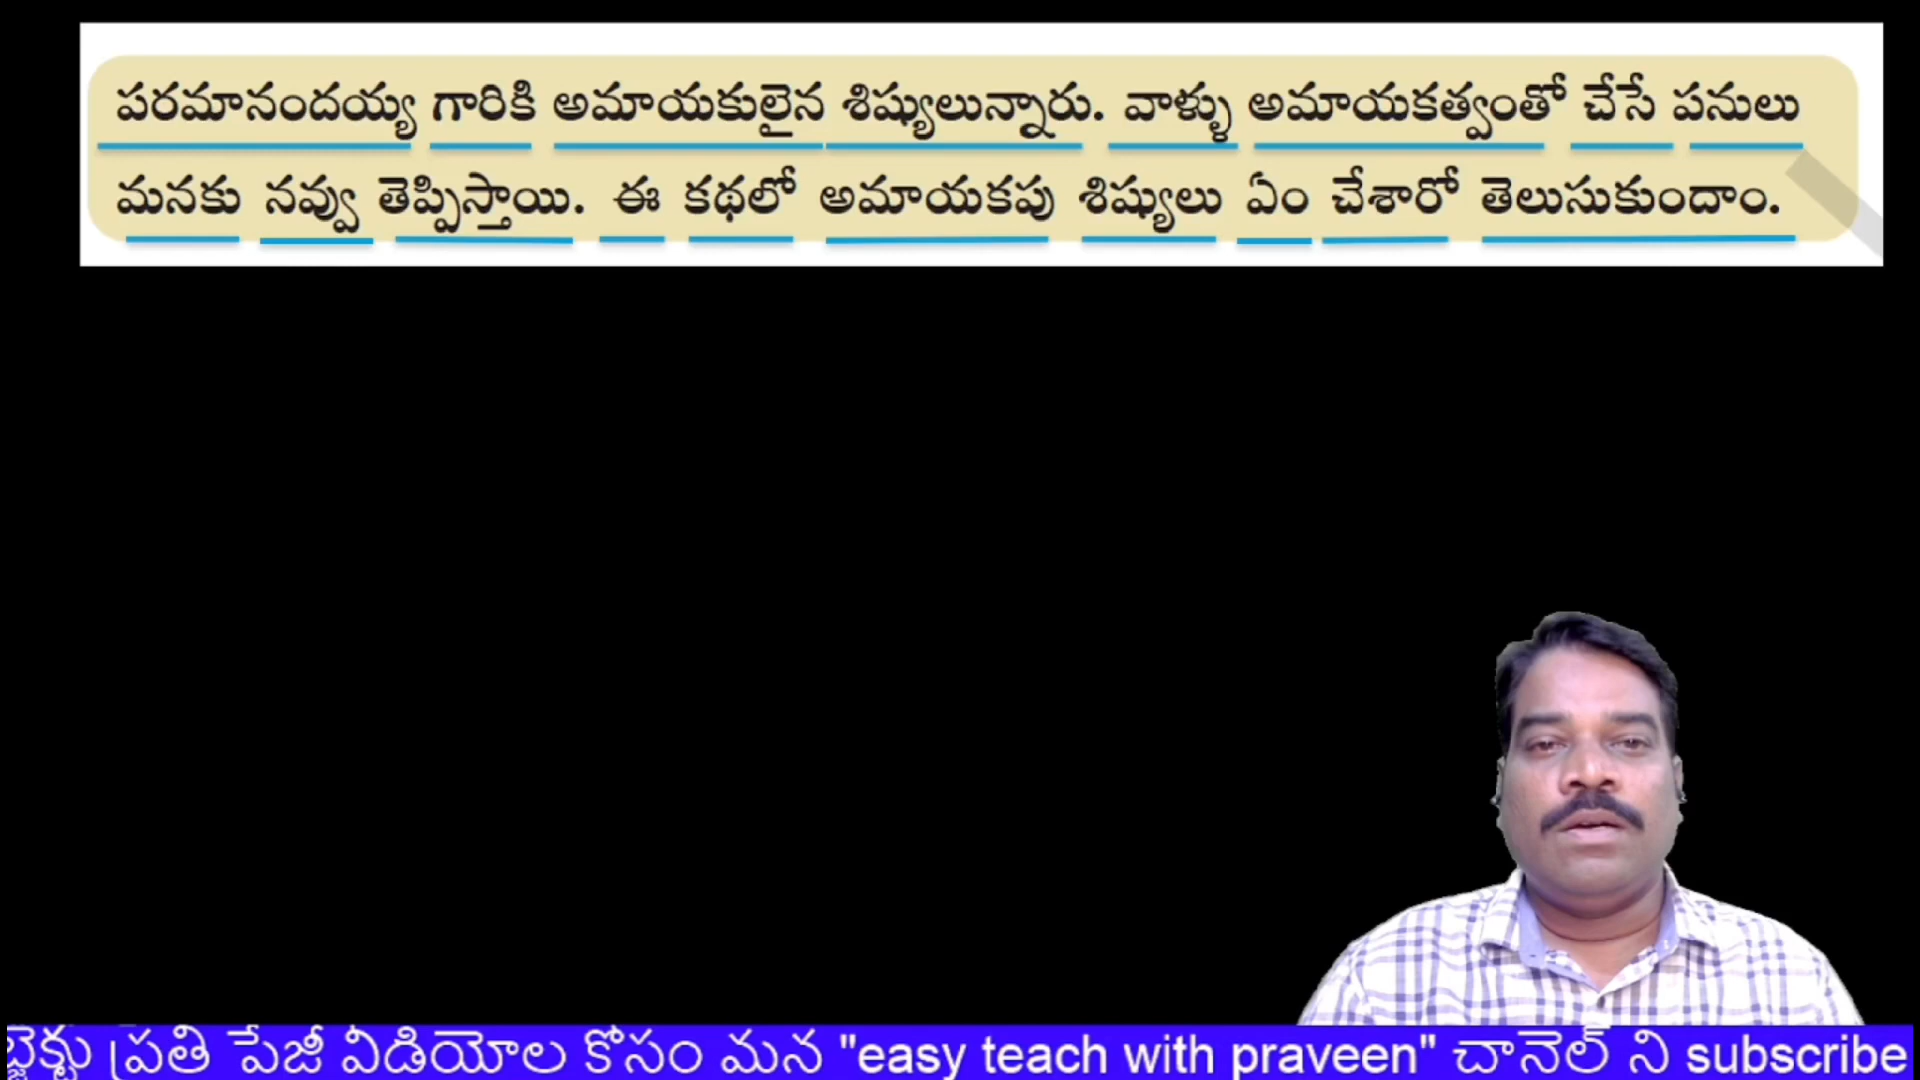 పరమానందయ్య గారికి అమాయకులైన శిష్యులున్నారు. వాళ్ళు అమాయకత్వంతో చేసే పనులు
మనకు నవ్వు తెప్పిస్తాయి. ఈ కథలో అమాయకపు శిష్యులు ఏం చేశారో తెలుసుకుందాం.
ప్రతి పేజీ వీడియోల కోసం మన "easy teach with praveen" చానెల్ ని subscribe